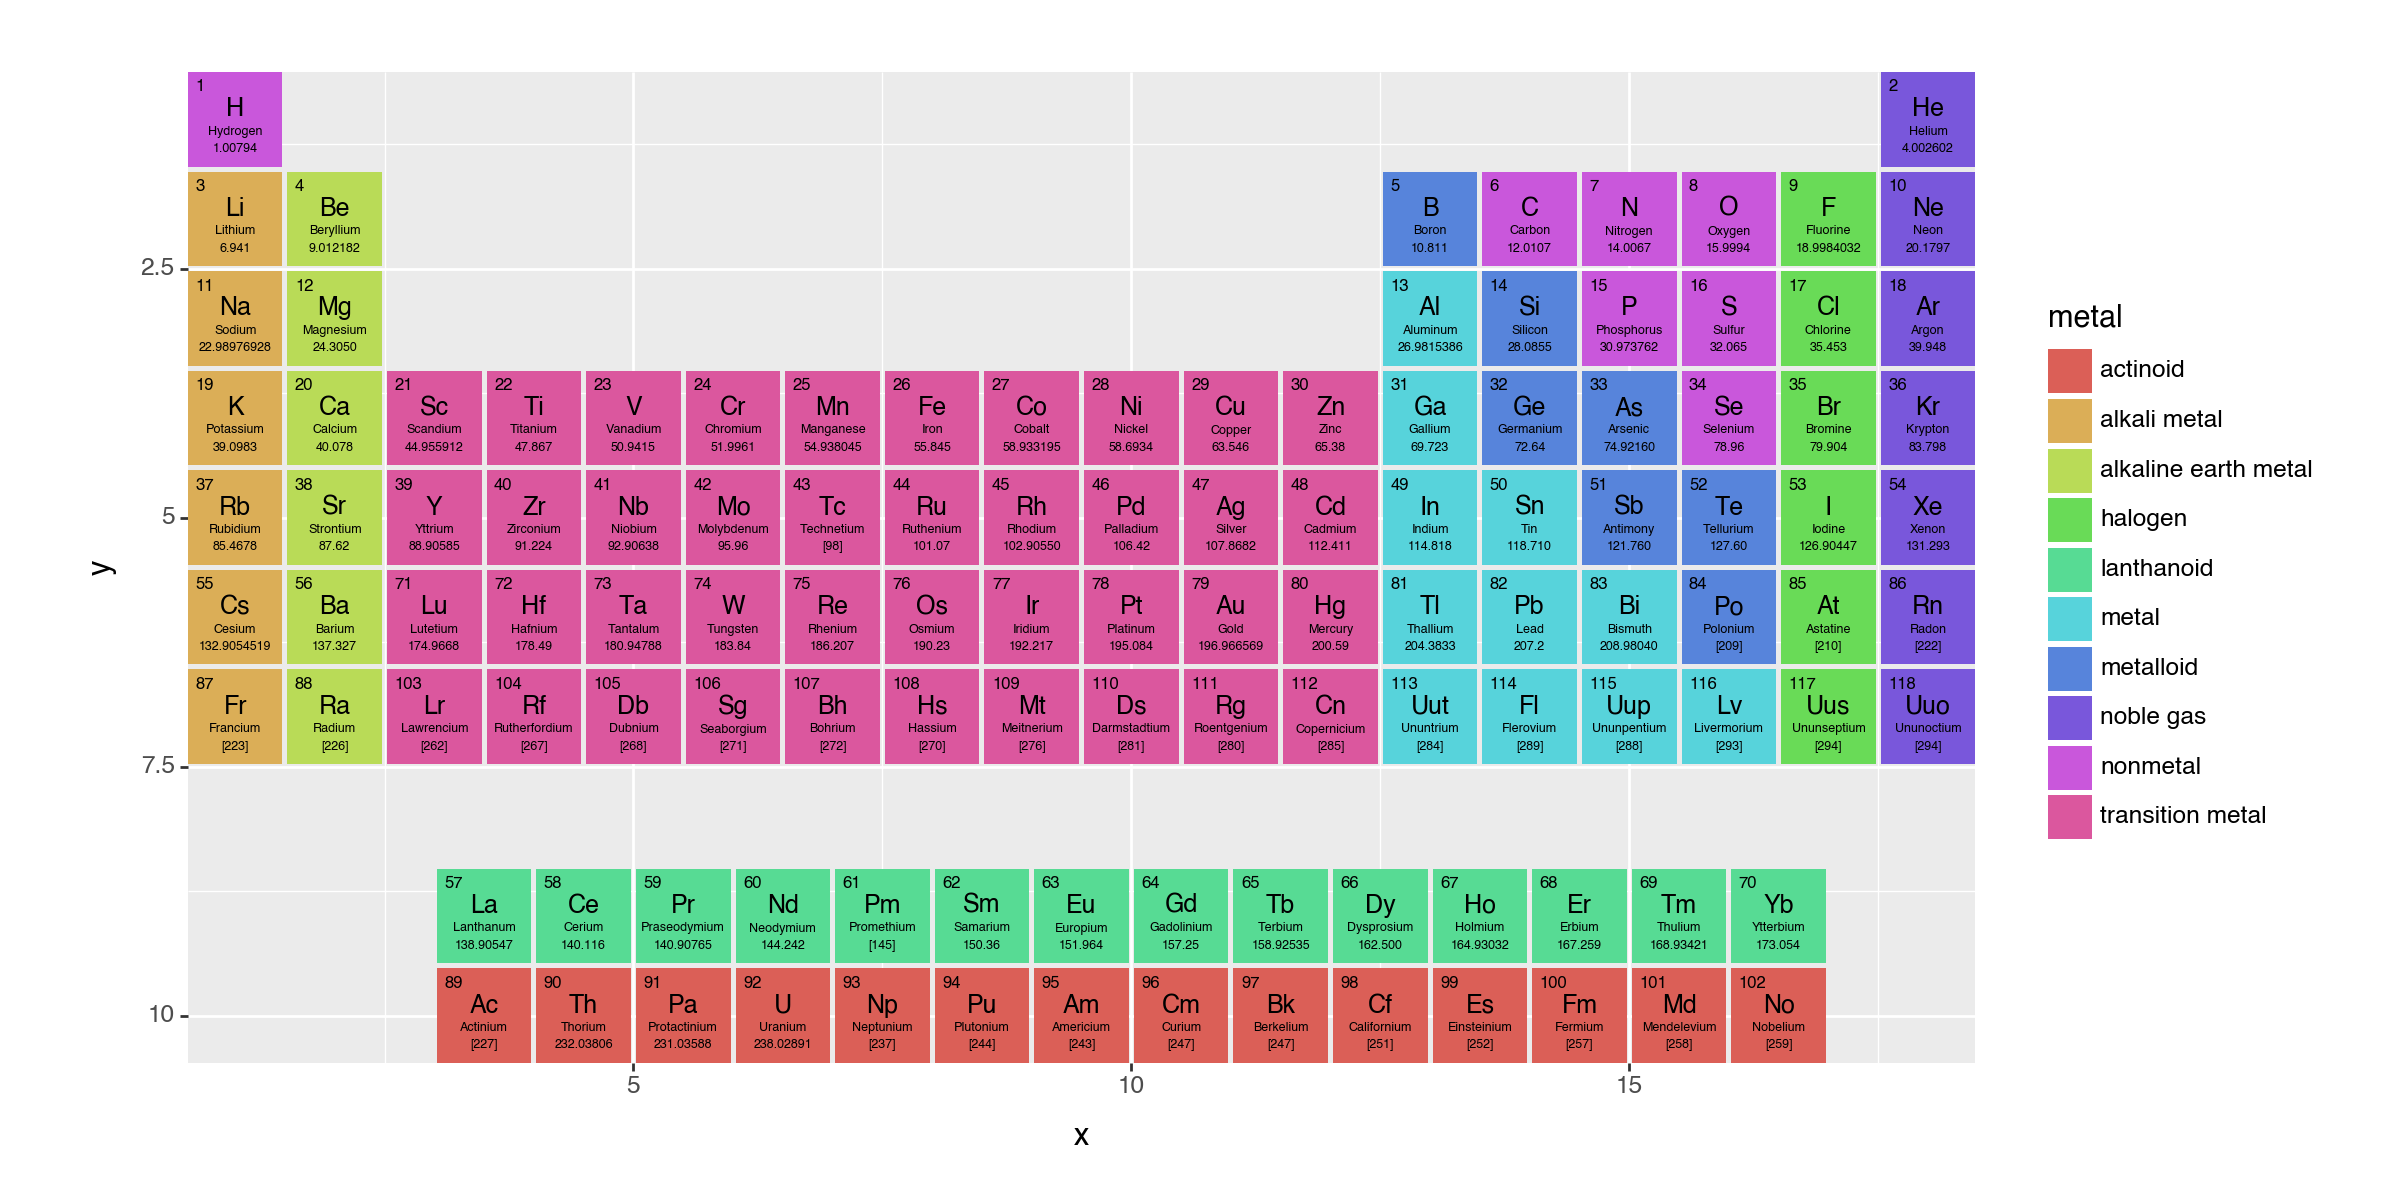 1
H
Hydrogen
1.00794
2
He
Helium
4.002602
3
Li
Lithium
6.941
4
Be
Beryllium
9.012182
5
B
Boron
10.811
6
C
Carbon
12.0107
7
N
Nitrogen
14.0067
8
O
Oxygen
15.9994
9
F
Fluorine
18.9984032
10
Ne
Neon
20.1797
11
Na
Sodium
22.98976928
12
Mg
Magnesium
24.3050
13
Al
Aluminum
26.9815386
14
Si
Silicon
28.0855
15
P
Phosphorus
30.973762
16
S
Sulfur
32.065
17
Cl
Chlorine
35.453
18
Ar
Argon
39.948
19
K
Potassium
39.0983
20
Ca
Calcium
40.078
21
Sc
Scandium
44.955912
22
Ti
Titanium
47.867
23
V
Vanadium
50.9415
24
Cr
Chromium
51.9961
25
Mn
Manganese
54.938045
26
Fe
Iron
55.845
27
Co
Cobalt
58.933195
28
Ni
Nickel
58.6934
29
Cu
Copper
63.546
30
Zn
Zinc
65.38
31
Ga
Gallium
69.723
32
Ge
Germanium
72.64
33
As
Arsenic
74.92160
34
Se
Selenium
78.96
35
Br
Bromine
79.904
36
Kr
Krypton
83.798
37
Rb
Rubidium
85.4678
38
Sr
Strontium
87.62
39
Y
Yttrium
88.90585
40
Zr
Zirconium
91.224
41
Nb
Niobium
92.90638
42
Mo
Molybdenum
95.96
43
Tc
Technetium
[98]
44
Ru
Ruthenium
101.07
45
Rh
Rhodium
102.90550
46
Pd
Palladium
106.42
47
Ag
Silver
107.8682
48
Cd
Cadmium
112.411
49
In
Indium
114.818
50
Sn
Tin
118.710
51
Sb
Antimony
121.760
52
Te
Tellurium
127.60
53
I
Iodine
126.90447
54
Xe
Xenon
131.293
55
Cs
Cesium
132.9054519
56
Ba
Barium
137.327
71
Lu
Lutetium
174.9668
72
Hf
Hafnium
178.49
73
Ta
Tantalum
180.94788
74
W
Tungsten
183.84
75
Re
Rhenium
186.207
76
Os
Osmium
190.23
77
Ir
Iridium
192.217
78
Pt
Platinum
195.084
79
Au
Gold
196.966569
80
Hg
Mercury
200.59
81
Tl
Thallium
204.3833
82
Pb
Lead
207.2
83
Bi
Bismuth
208.98040
84
Po
Polonium
[209]
85
At
Astatine
[210]
86
Rn
Radon
[222]
87
Fr
Francium
[223]
88
Ra
Radium
[226]
103
Lr
Lawrencium
[262]
104
Rf
Rutherfordium
[267]
105
Db
Dubnium
[268]
106
Sg
Seaborgium
[271]
107
Bh
Bohrium
[272]
108
Hs
Hassium
[270]
109
Mt
Meitnerium
[276]
110
Ds
Darmstadtium
[281]
111
Rg
Roentgenium
[280]
112
Cn
Copernicium
[285]
113
Uut
Ununtrium
[284]
114
Fl
Flerovium
[289]
115
Uup
Ununpentium
[288]
116
Lv
Livermorium
[293]
117
Uus
Ununseptium
[294]
118
Uuo
Ununoctium
[294]
57
La
Lanthanum
138.90547
58
Ce
Cerium
140.116
59
Pr
Praseodymium
140.90765
60
Nd
Neodymium
144.242
61
Pm
Promethium
[145]
62
Sm
Samarium
150.36
63
Eu
Europium
151.964
64
Gd
Gadolinium
157.25
65
Tb
Terbium
158.92535
66
Dy
Dysprosium
162.500
67
Ho
Holmium
164.93032
68
Er
Erbium
167.259
69
Tm
Thulium
168.93421
70
Yb
Ytterbium
173.054
89
Ac
Actinium
[227]
90
Th
Thorium
232.03806
91
Pa
Protactinium
231.03588
92
U
Uranium
238.02891
93
Np
Neptunium
[237]
94
Pu
Plutonium
[244]
95
Am
Americium
[243]
96
Cm
Curium
[247]
97
Bk
Berkelium
[247]
98
Cf
Californium
[251]
99
Es
Einsteinium
[252]
100
Fm
Fermium
[257]
101
Md
Mendelevium
[258]
102
No
Nobelium
[259]
2.5
5
7.5
10
y
5
10
15
x
metal
actinoid
alkali metal
alkaline earth metal
halogen
lanthanoid
metal
metalloid
noble gas
nonmetal
transition metal